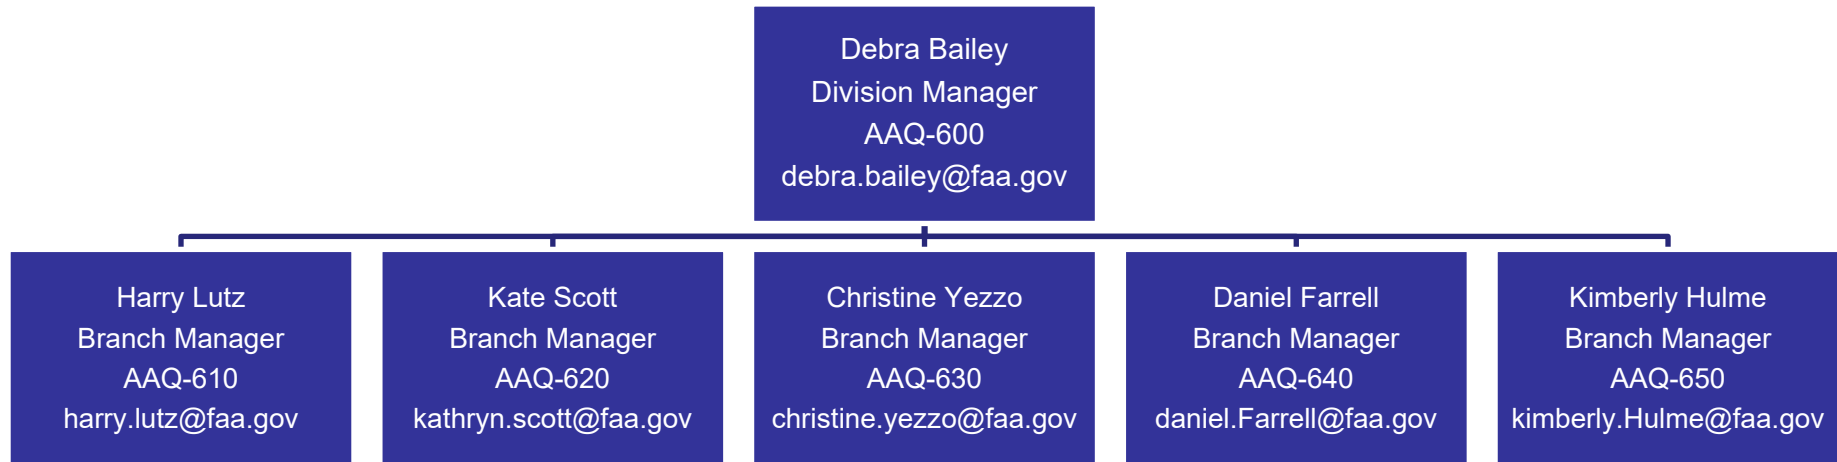 Debra Bailey
Division Manager
AAQ-600
debra.bailey@faa.gov
Harry Lutz
Branch Manager
AAQ-610
harry.lutz@faa.gov
Kate Scott
Branch Manager
AAQ-620
kathryn.scott@faa.gov
Christine Yezzo
Branch Manager
AAQ-630
christine.yezzo@faa.gov
Daniel Farrell
Branch Manager
AAQ-640
daniel.Farrell@faa.gov
Kimberly Hulme
Branch Manager
AAQ-650
kimberly.Hulme@faa.gov